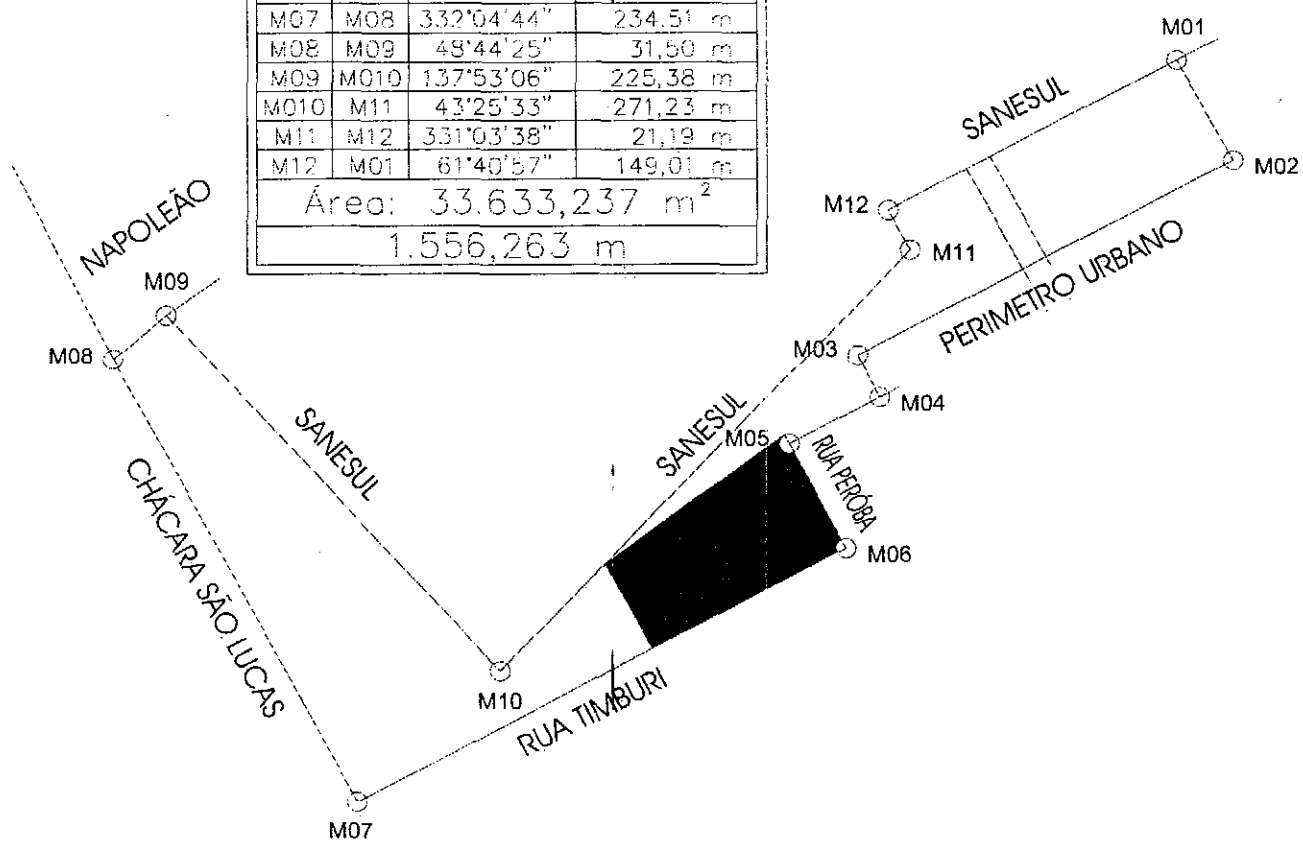 M07 M08 332°04'44" 234.51 m
M08 M09 48°44'25" 31,50 m
M09 M010 137°53'06" 225,38 m
M010 M11 43°25'33" 271,23 m
M11 M12 331°03'38" 21,19 m
M12 M01 61°40'57" 149,01 m
Área: 33.633,237 m²
1.556,263 m
M01
SANESUL
M02
M12
M11
PERIMETRO URBANO
NAPOLEÃO
M09
M08
M03
M04
SANESUL
SANESUL
M05
RUA PERÓBA
M06
CHÁCARA SÃO LUCAS
M10
RUA TIMBURI
M07